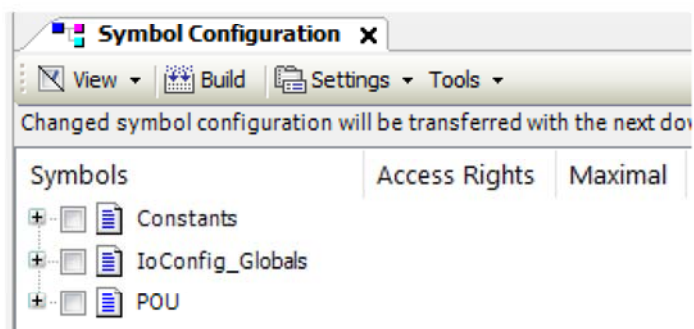 Symbol Configuration
View Build Settings Tools
Changed symbol configuration will be transferred with the next
Symbols Access Rights Maximal
Constants
IoConfig_Globals
POU